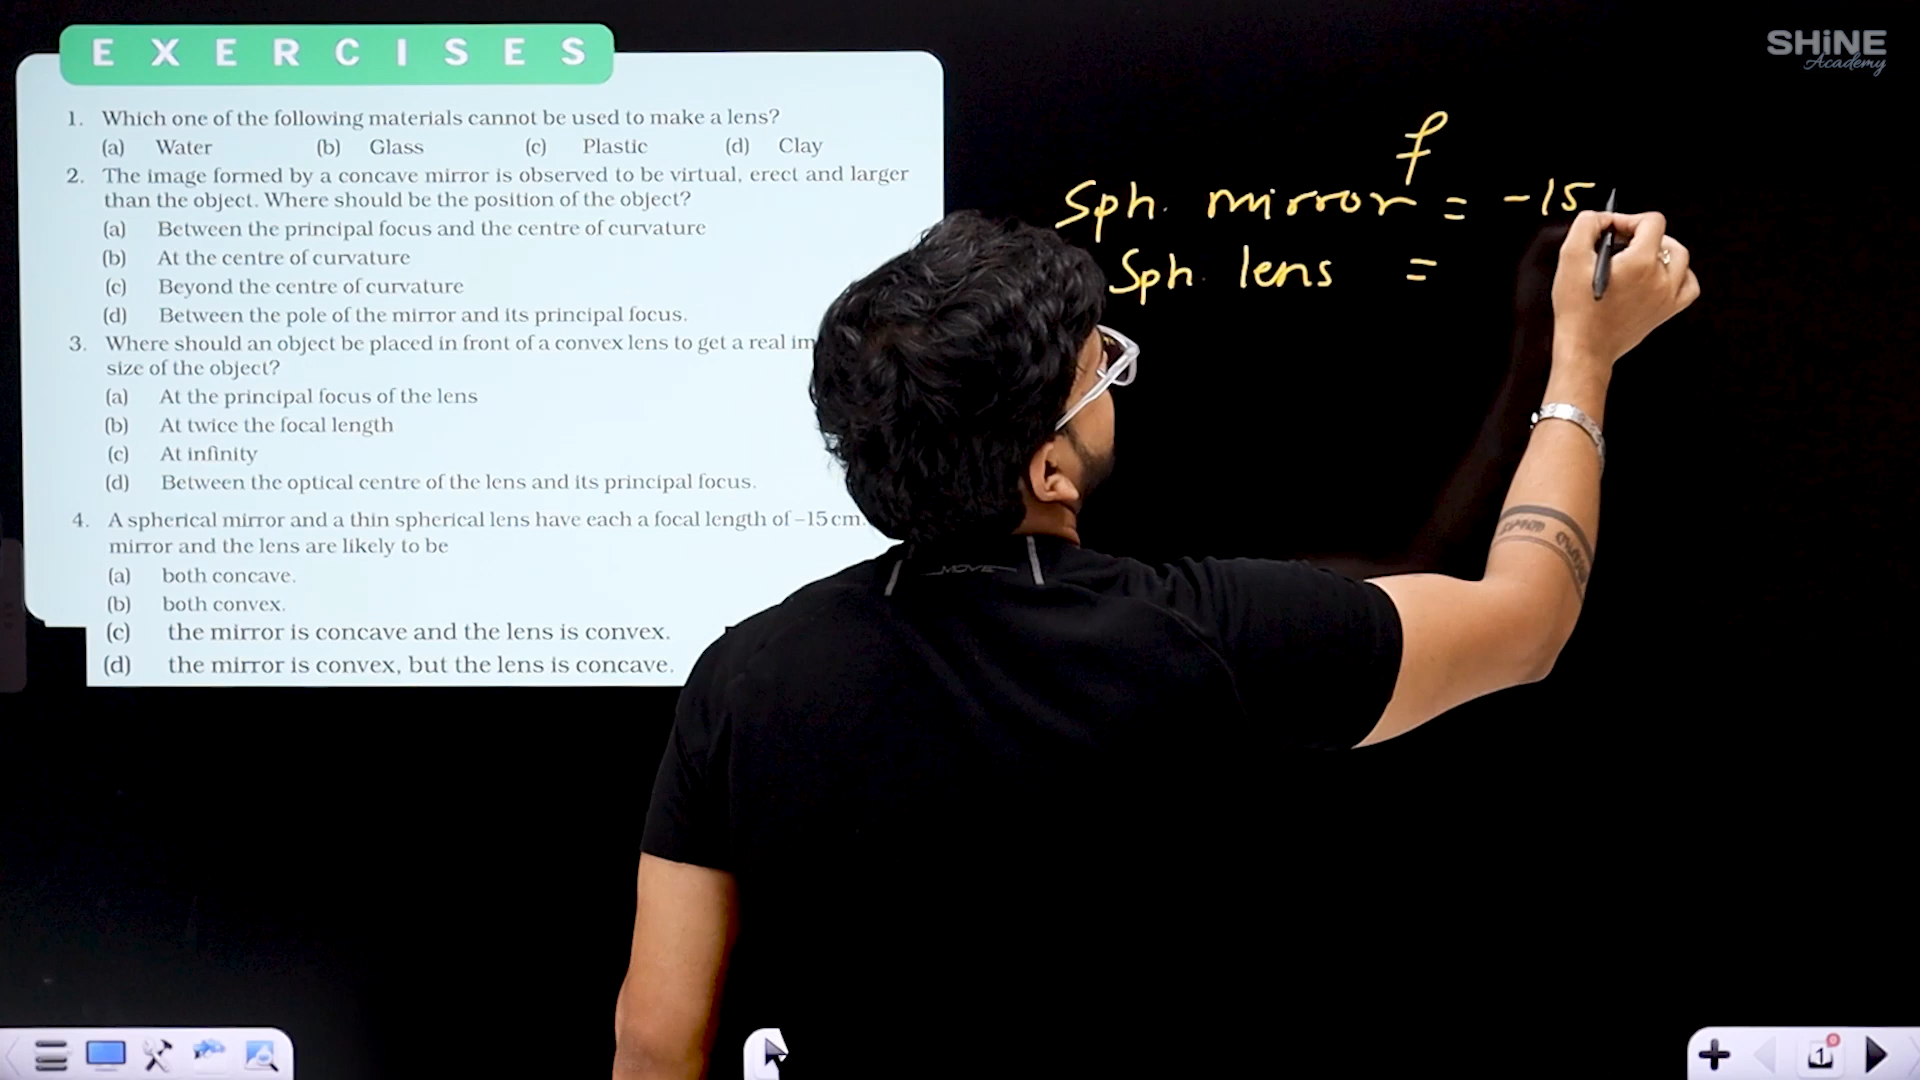 EXERCISES
SHiNE
Academy
1. Which one of the following materials cannot be used to make a lens?
(a) Water (b) Glass (c) Plastic (d) Clay
2. The image formed by a concave mirror is observed to be virtual, erect and larger
than the object. Where should be the position of the object?
(a) Between the principal focus and the centre of curvature
(b) At the centre of curvature
(c) Beyond the centre of curvature
(d) Between the pole of the mirror and its principal focus.
3. Where should an object be placed in front of a convex lens to get a real
size of the object?
(a) At the principal focus of the lens
(b) At twice the focal length
(c) At infinity
(d) Between the optical centre of the lens and its principal focus.
4. A spherical mirror and a thin spherical lens have each a focal length of –15 cm.
mirror and the lens are likely to be
(a) both concave.
(b) both convex.
(c) the mirror is concave and the lens is convex.
(d) the mirror is convex, but the lens is concave.
f
Sph. mirror = -15
Sph. lens =
MOVE
1